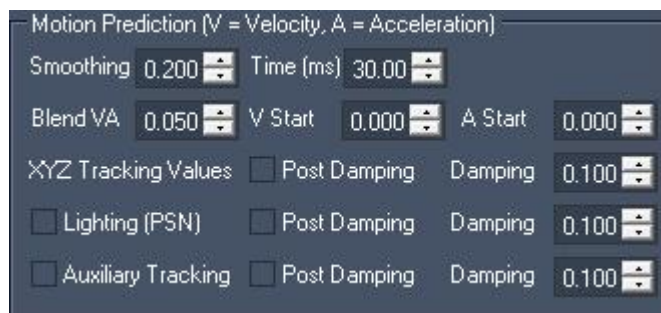 Motion Prediction (V = Velocity, A = Acceleration)
Smoothing 0.200 Time (ms) 30.00
Blend VA 0.050 V Start 0.000 A Start 0.000
XYZ Tracking Values Post Damping Damping 0.100
Lighting (PSN) Post Damping Damping 0.100
Auxiliary Tracking Post Damping Damping 0.100